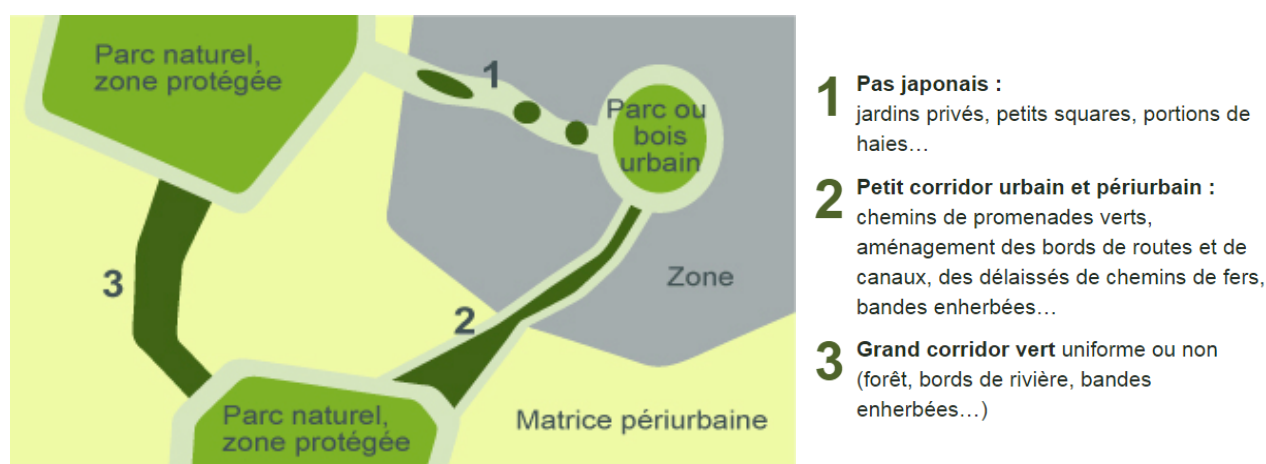 Parc naturel,
zone protégée
1
Parc ou
bois
urbain
3
Zone
2
Matrice périurbaine
Parc naturel,
zone protégée
1
Pas japonais :
jardins privés, petits squares, portions de
haies…
2
Petit corridor urbain et périurbain :
chemins de promenades verts,
aménagement des bords de routes et de
canaux, des délaissés de chemins de fers,
bandes enherbées…
3
Grand corridor vert uniforme ou non
(forêt, bords de rivière, bandes
enherbées…)